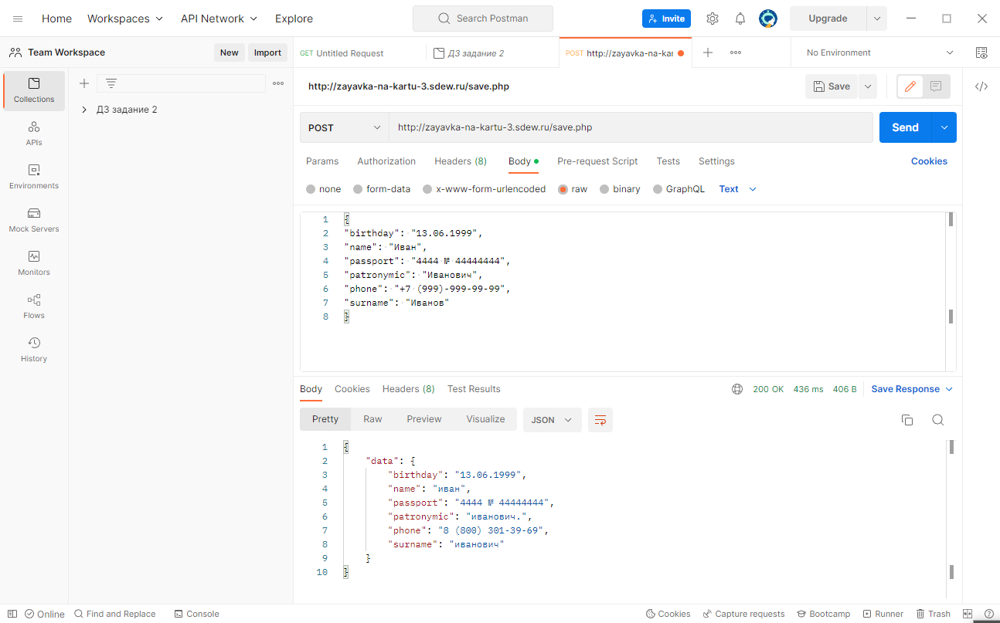 Home Workspaces API Network Explore Search Postman Invite Upgrade
Team Workspace New Import GET Untitled Request ДЗ задание 2 POST http://zayavka-na-kar No Environment
Collections
APIs
Environments
Mock Servers
Monitors
Flows
History
ДЗ задание 2
http://zayavka-na-kartu-3.sdew.ru/save.php Save
POST http://zayavka-na-kartu-3.sdew.ru/save.php Send
Params Authorization Headers (8) Body Pre-request Script Tests Settings Cookies
none form-data x-www-form-urlencoded raw binary GraphQL Text
1 {
2 "birthday": "13.06.1999",
3 "name": "Иван",
4 "passport": "4444 № 44444444",
5 "patronymic": "Иванович",
6 "phone": "+7 (999)-999-99-99",
7 "surname": "Иванов"
8 }
Body Cookies Headers (8) Test Results 200 OK 436 ms 406 B Save Response
Pretty Raw Preview Visualize JSON
1 {
2 "data": {
3 "birthday": "13.06.1999",
4 "name": "иван",
5 "passport": "4444 № 44444444",
6 "patronymic": "иванович.",
7 "phone": "8 (800) 301-39-69",
8 "surname": "иванович"
9 }
10 }
Online Find and Replace Console Cookies Capture requests Bootcamp Runner Trash